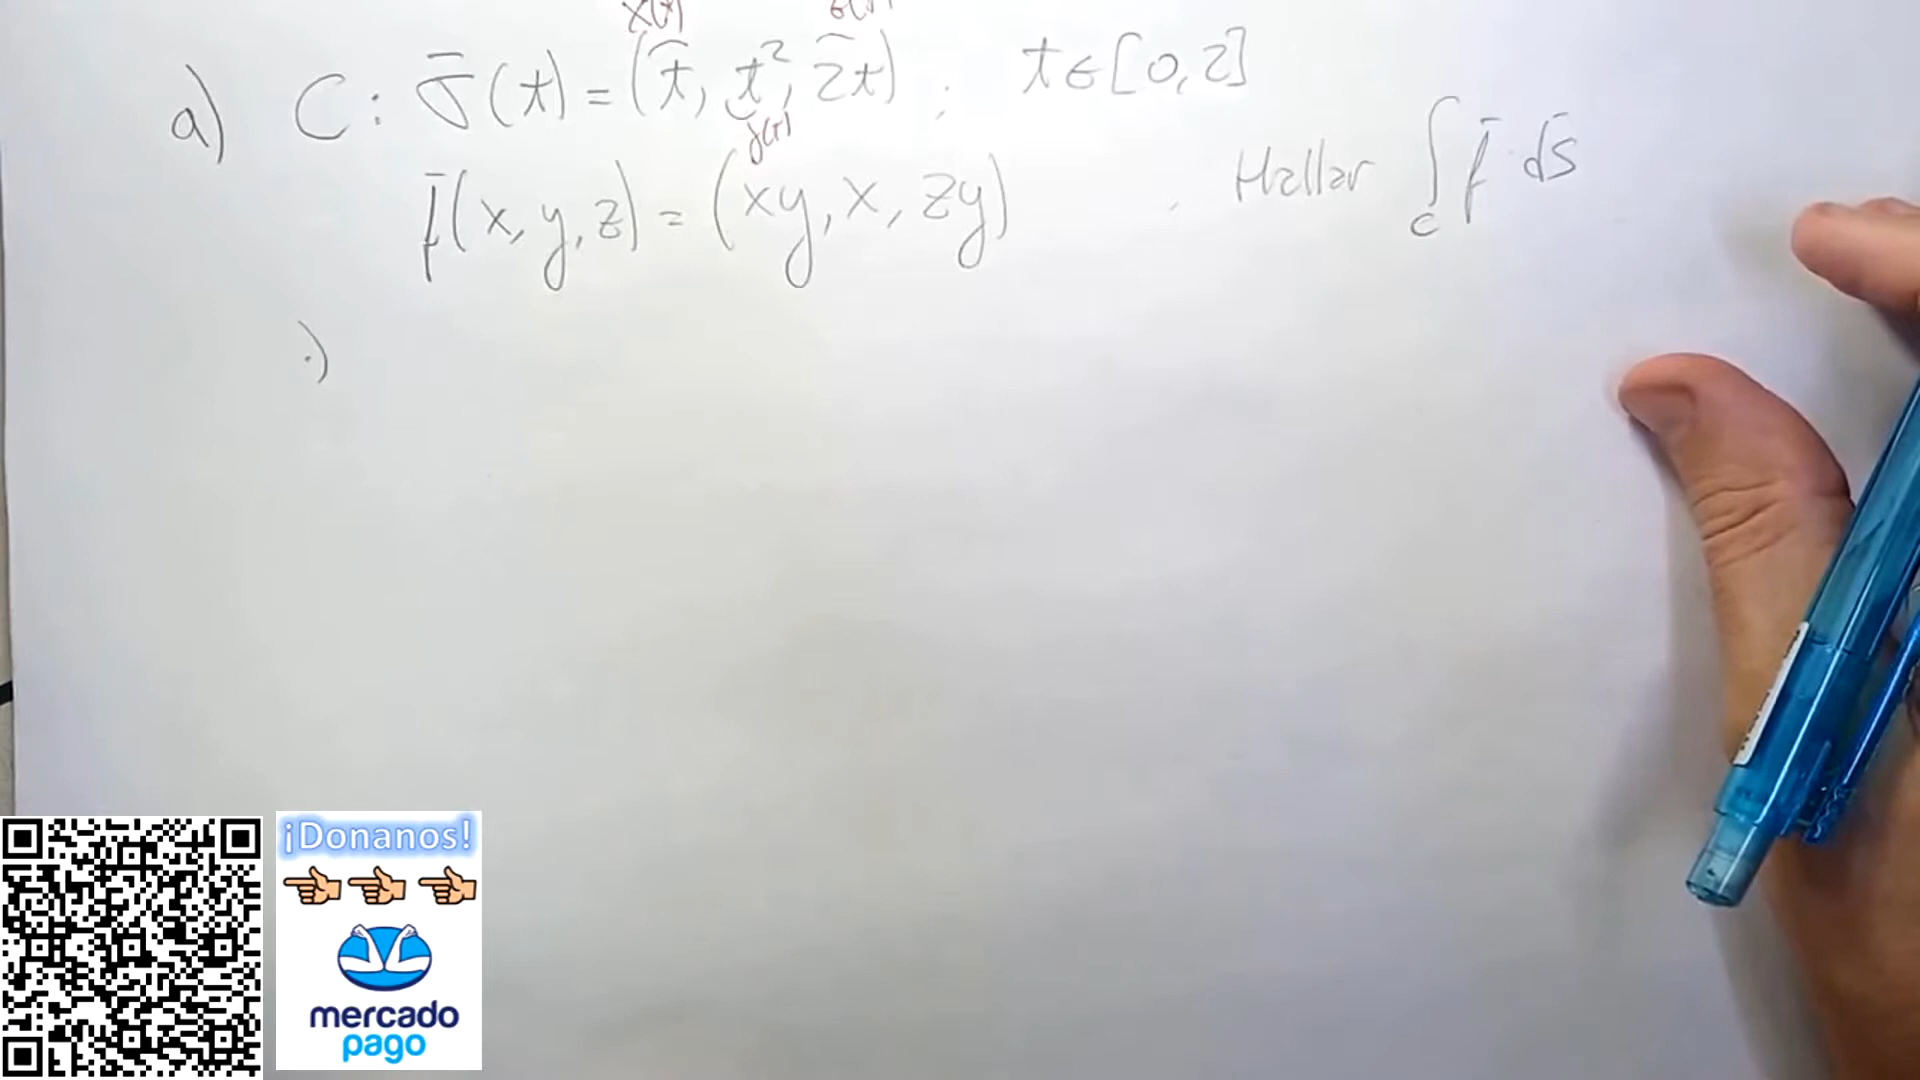 x(t) z(t)
a) C: σ̄(t) = (t, t², 2t) ; t∈[0,2]
y(t)
f̄(x,y,z) = (xy, x, zy) . Hallar ∫_C f̄·ds̄
·)
¡Donanos!
mercado
pago